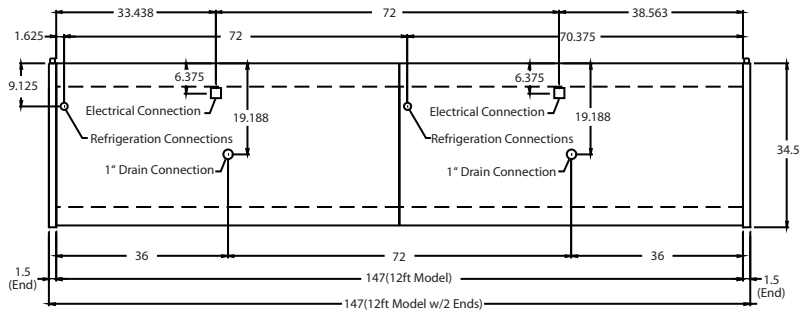 33.438
72
38.563
1.625
72
70.375
9.125
6.375
6.375
Electrical Connection
Electrical Connection
19.188
19.188
Refrigeration Connections
Refrigeration Connections
34.5
1“ Drain Connection
1“ Drain Connection
36
72
36
1.5
(End)
147(12ft Model)
1.5
(End)
147(12ft Model w/2 Ends)